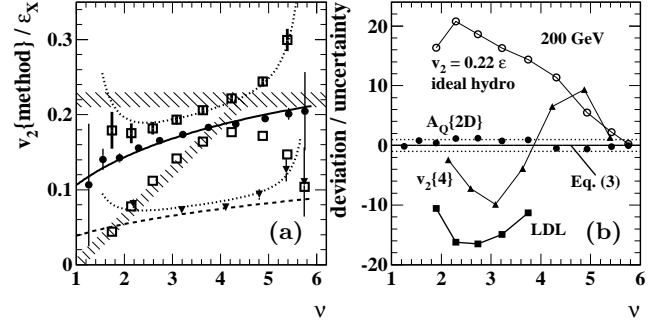 v2{method} / εX
0.3
0.2
0.1
0
1 2 3 4 5 6
ν
(a)
deviation / uncertainty
20
10
0
-10
-20
1 2 3 4 5 6
ν
200 GeV
v2 = 0.22 ε
ideal hydro
AQ{2D}
v2{4}
Eq. (3)
LDL
(b)